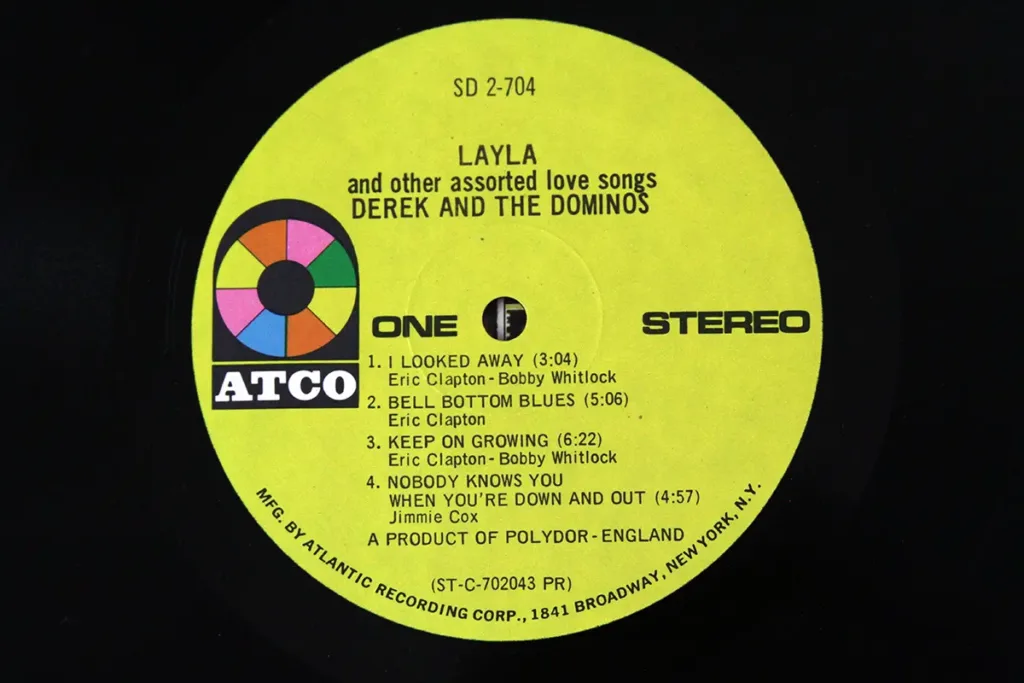 SD 2-704
LAYLA
and other assorted love songs
DEREK AND THE DOMINOS
ATCO
ONE
STEREO
1. I LOOKED AWAY (3:04)
Eric Clapton-Bobby Whitlock
2. BELL BOTTOM BLUES (5:06)
Eric Clapton
3. KEEP ON GROWING (6:22)
Eric Clapton-Bobby Whitlock
4. NOBODY KNOWS YOU
WHEN YOU'RE DOWN AND OUT (4:57)
Jimmie Cox
A PRODUCT OF POLYDOR-ENGLAND
(ST-C-702043 PR)
MFG. BY ATLANTIC RECORDING CORP., 1841 BROADWAY, NEW YORK, N.Y.